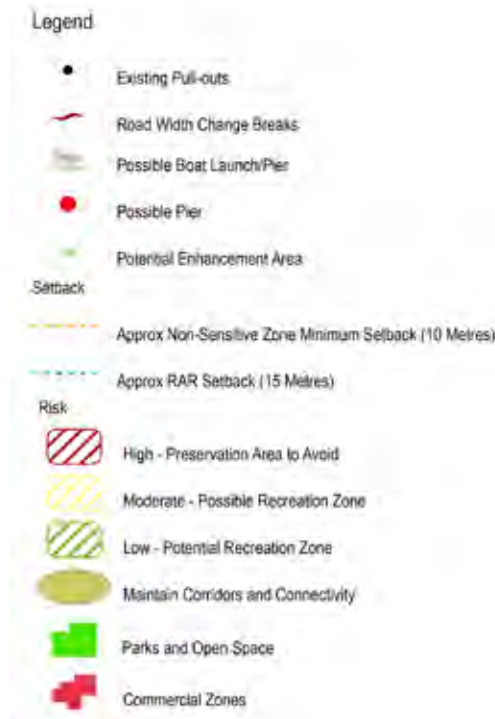 Legend
Existing Pull-outs
Road Width Change Breaks
Possible Boat Launch/Pier
Possible Pier
Potential Enhancement Area
Setback
Approx Non-Sensitive Zone Minimum Setback (10 Metres)
Approx RAR Setback (15 Metres)
Risk
High - Preservation Area to Avoid
Moderate - Possible Recreation Zone
Low - Potential Recreation Zone
Maintain Corridors and Connectivity
Parks and Open Space
Commercial Zones